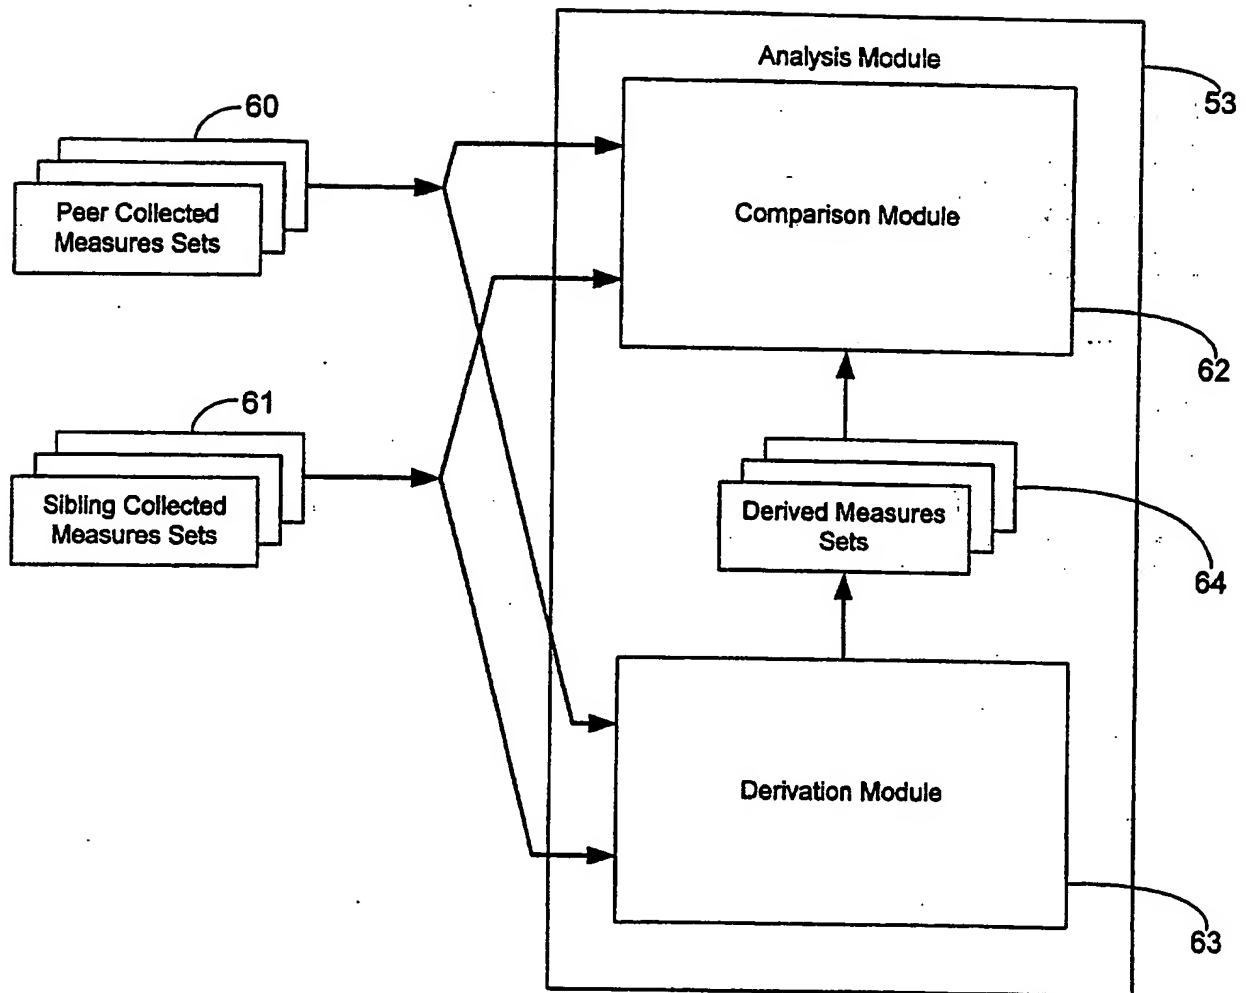 Analysis Module
53
60
Peer Collected
Measures Sets
Comparison Module
62
61
Sibling Collected
Measures Sets
Derived Measures
Sets
64
Derivation Module
63